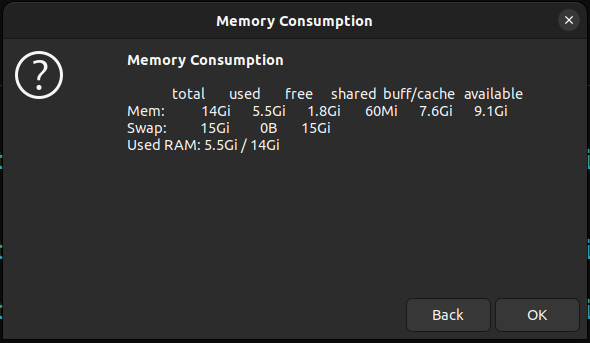 Memory Consumption
Memory Consumption
total used free shared buff/cache available
Mem: 14Gi 5.5Gi 1.8Gi 60Mi 7.6Gi 9.1Gi
Swap: 15Gi 0B 15Gi
Used RAM: 5.5Gi / 14Gi
Back OK